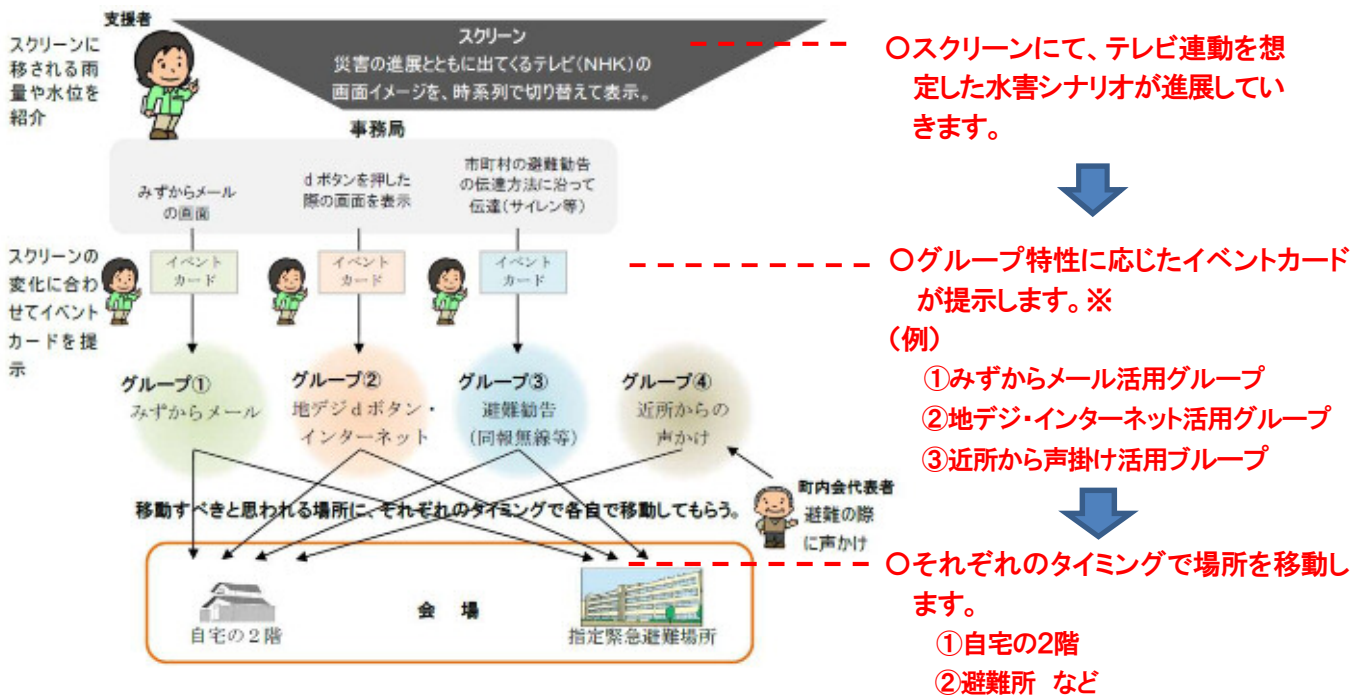 支援者
スクリーンに
移される雨
量や水位を
紹介
スクリーン
災害の進展とともに出てくるテレビ(NHK)の
画面イメージを、時系列で切り替えて表示。
事務局
みずからメール
の画面
dボタンを押した
際の画面を表示
市町村の避難勧告
の伝達方法に沿って
伝達(サイレン等)
スクリーンの
変化に合わ
せてイベント
カードを提
示
イベント
カード
イベント
カード
イベント
カード
グループ①
みずからメール
グループ②
地デジdボタン・
インターネット
グループ③
避難勧告
(同報無線等)
グループ④
近所からの
声かけ
町内会代表者
避難の際
に声かけ
移動すべきと思われる場所に、それぞれのタイミングで各自で移動してもらう。
自宅の2階
会 場
指定緊急避難場所
〇スクリーンにて、テレビ連動を想
定した水害シナリオが進展してい
きます。
〇グループ特性に応じたイベントカード
が提示します。※
(例)
①みずからメール活用グループ
②地デジ・インターネット活用グループ
③近所から声掛け活用ブループ
〇それぞれのタイミングで場所を移動し
ます。
①自宅の2階
②避難所 など